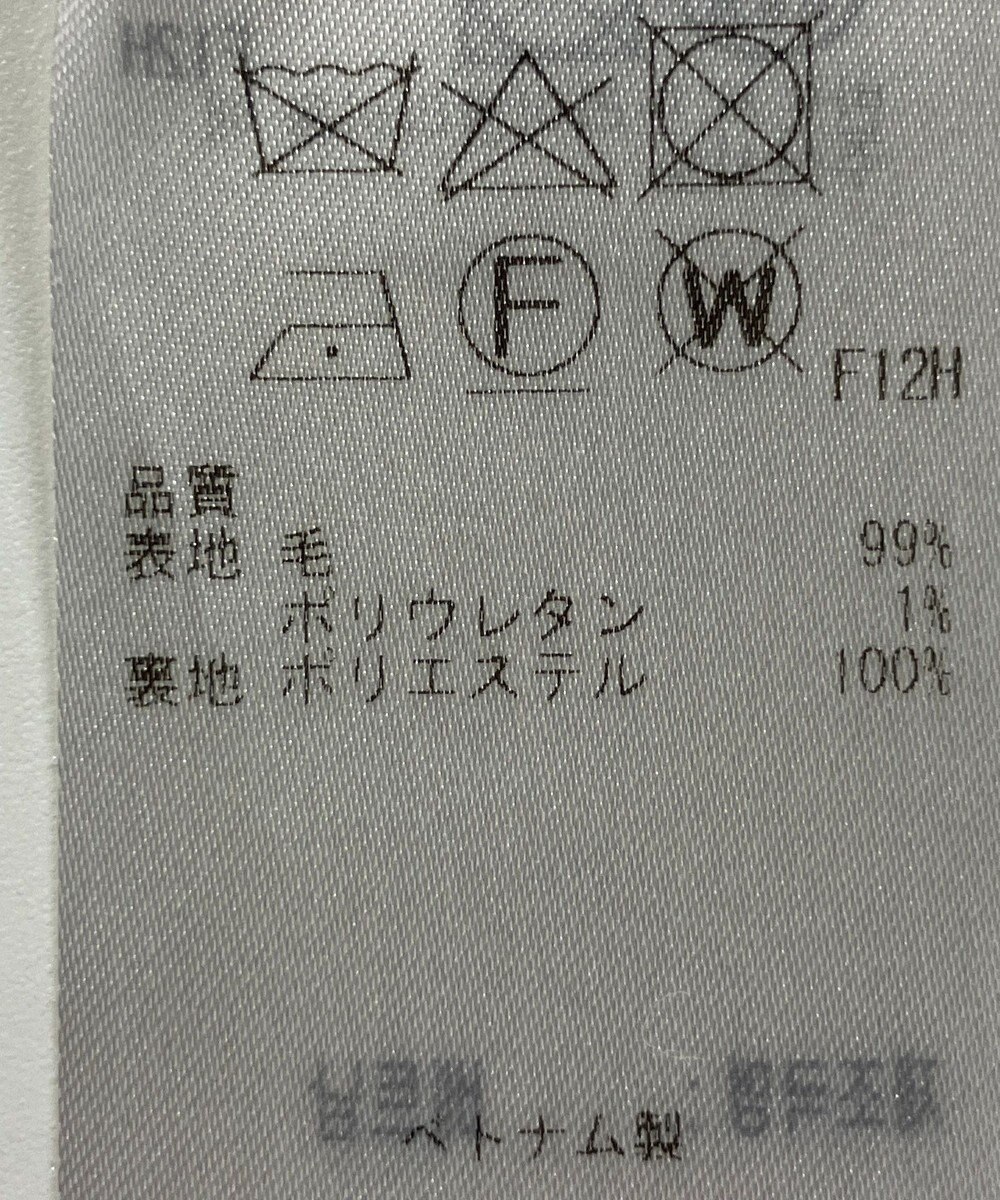 F
W
F12H
品質
表地 毛 99%
ポリウレタン 1%
裏地 ポリエステル 100%
ベトナム製